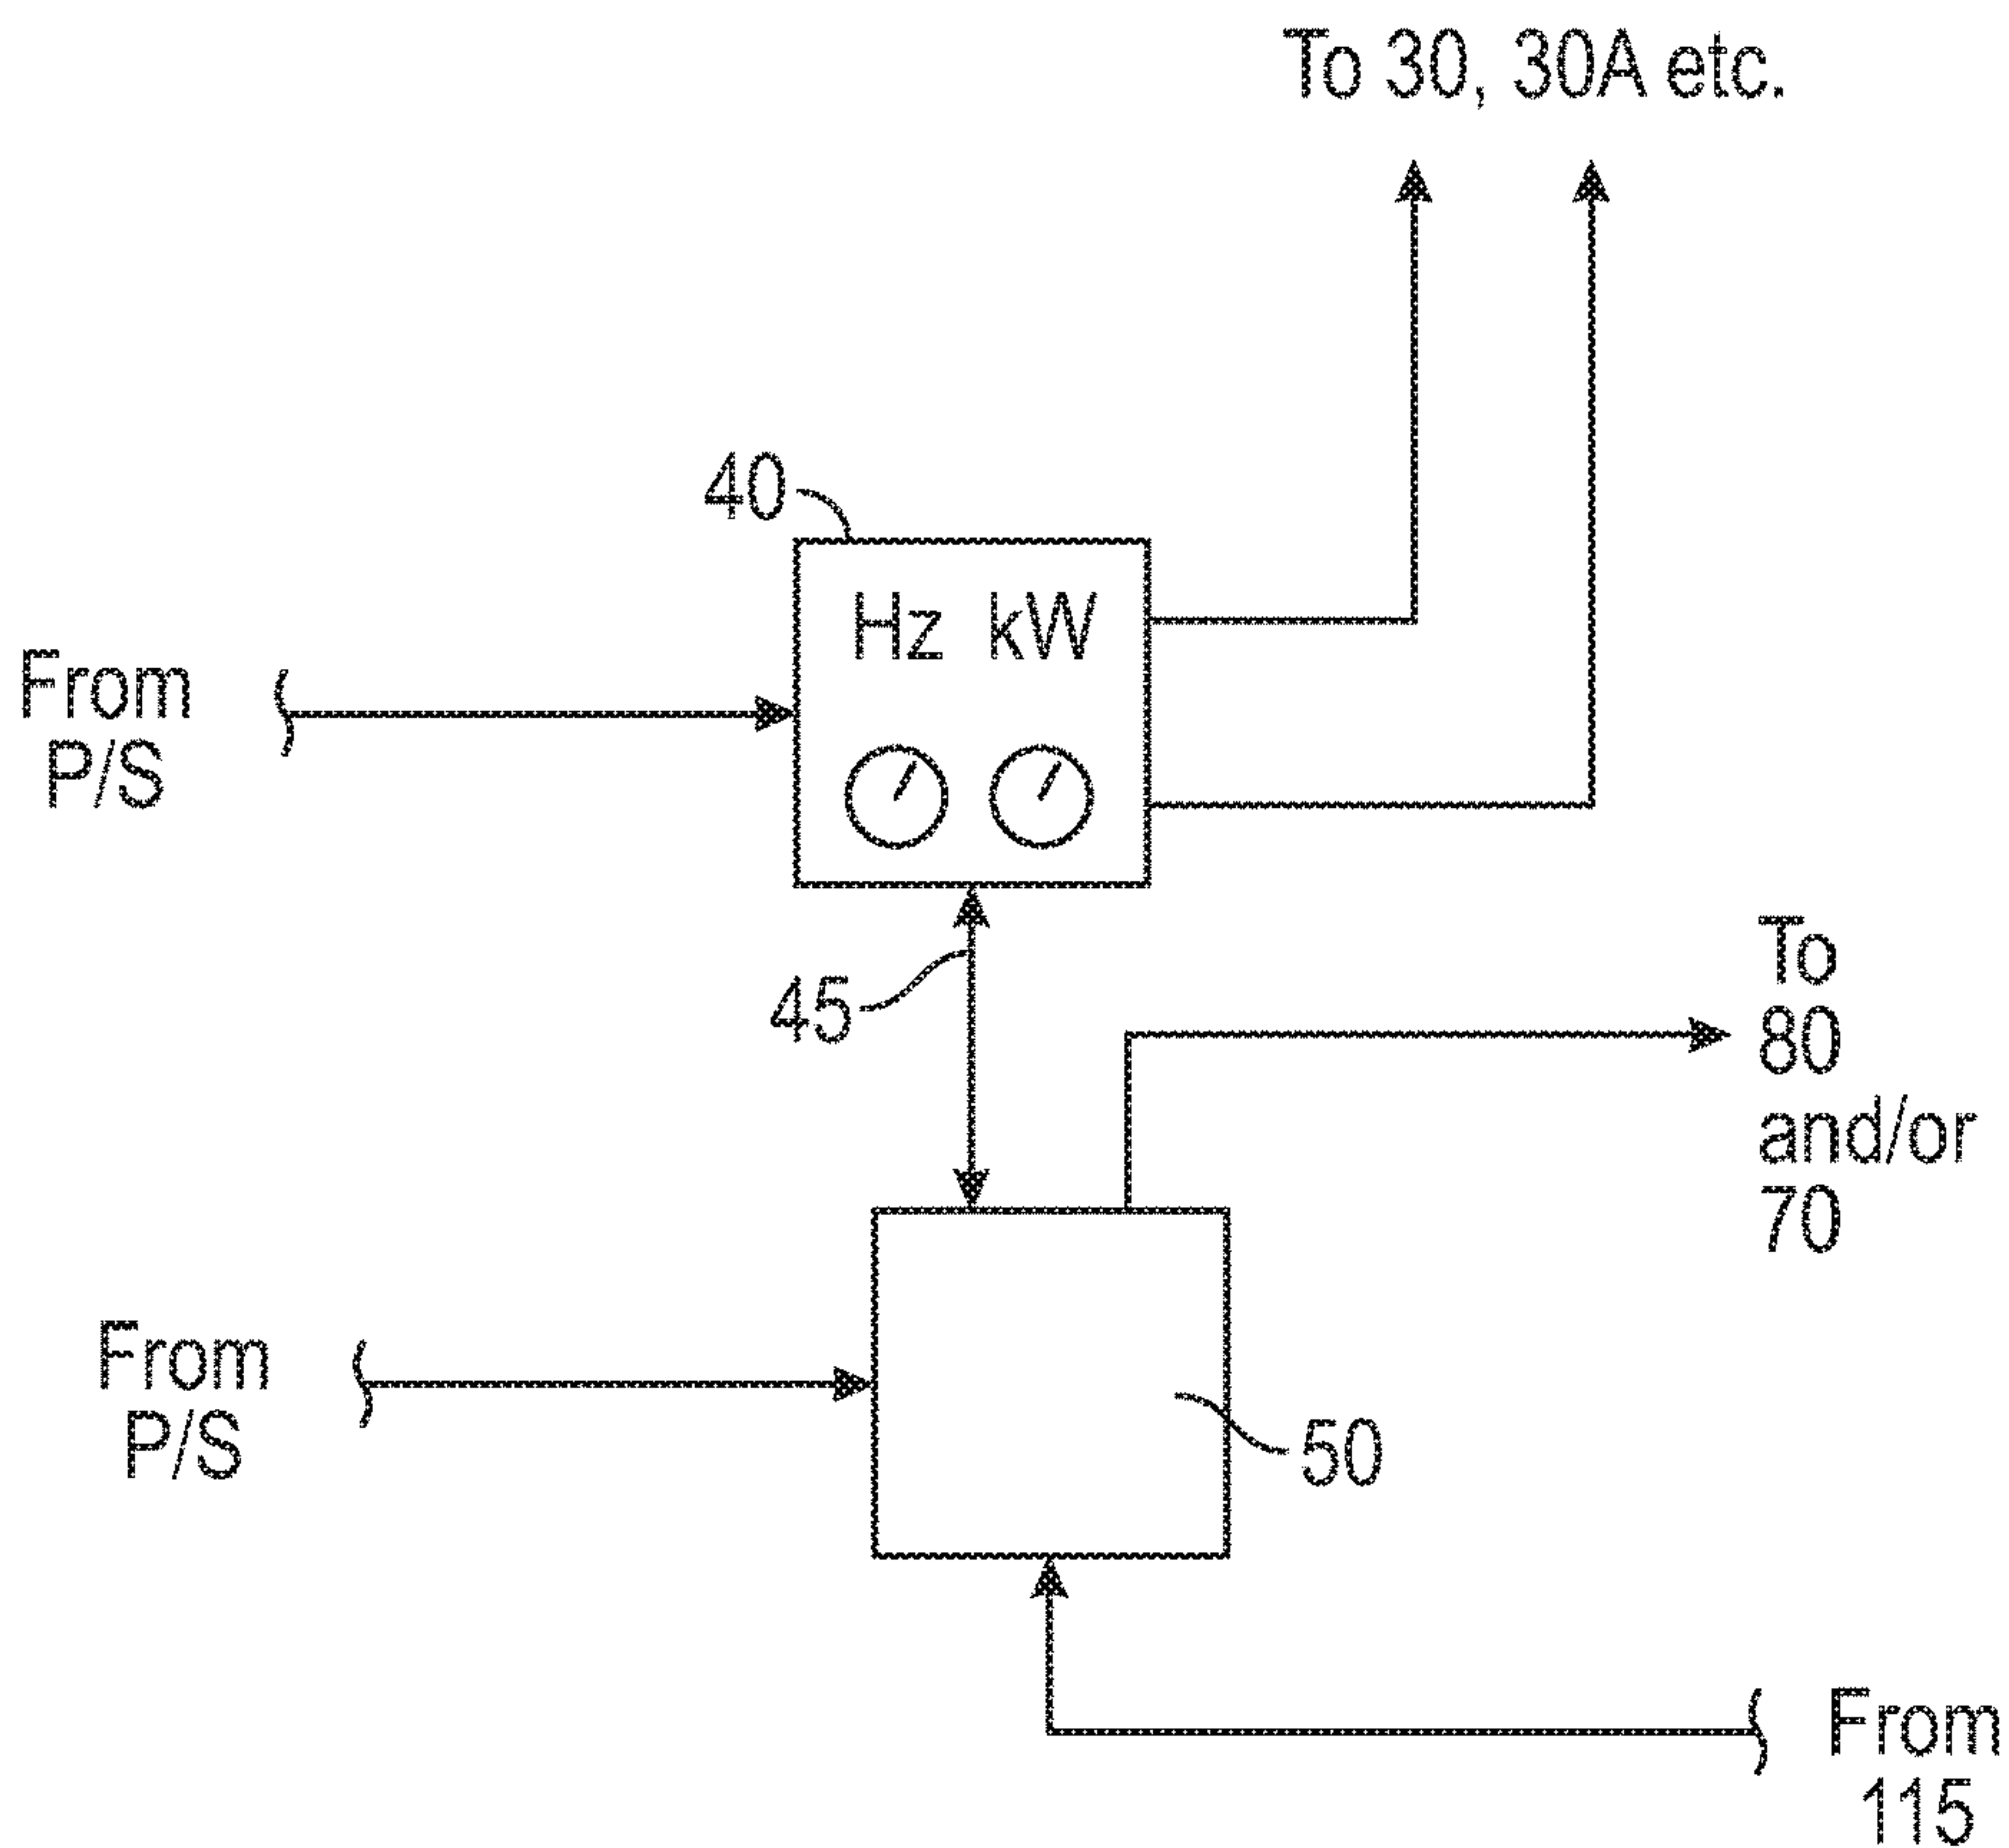 To 30, 30A etc.
40
Hz kW
From
P/S
45
To
80
and/or
70
From
P/S
50
From
115